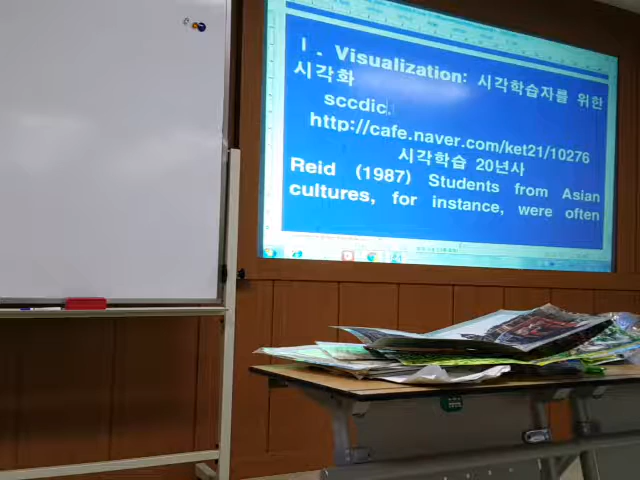 Ⅰ. Visualization: 시각학습자를 위한
시각화
sccdic.
http://cafe.naver.com/ket21/10276
시각학습 20년사
Reid (1987) Students from Asian
cultures, for instance, were often